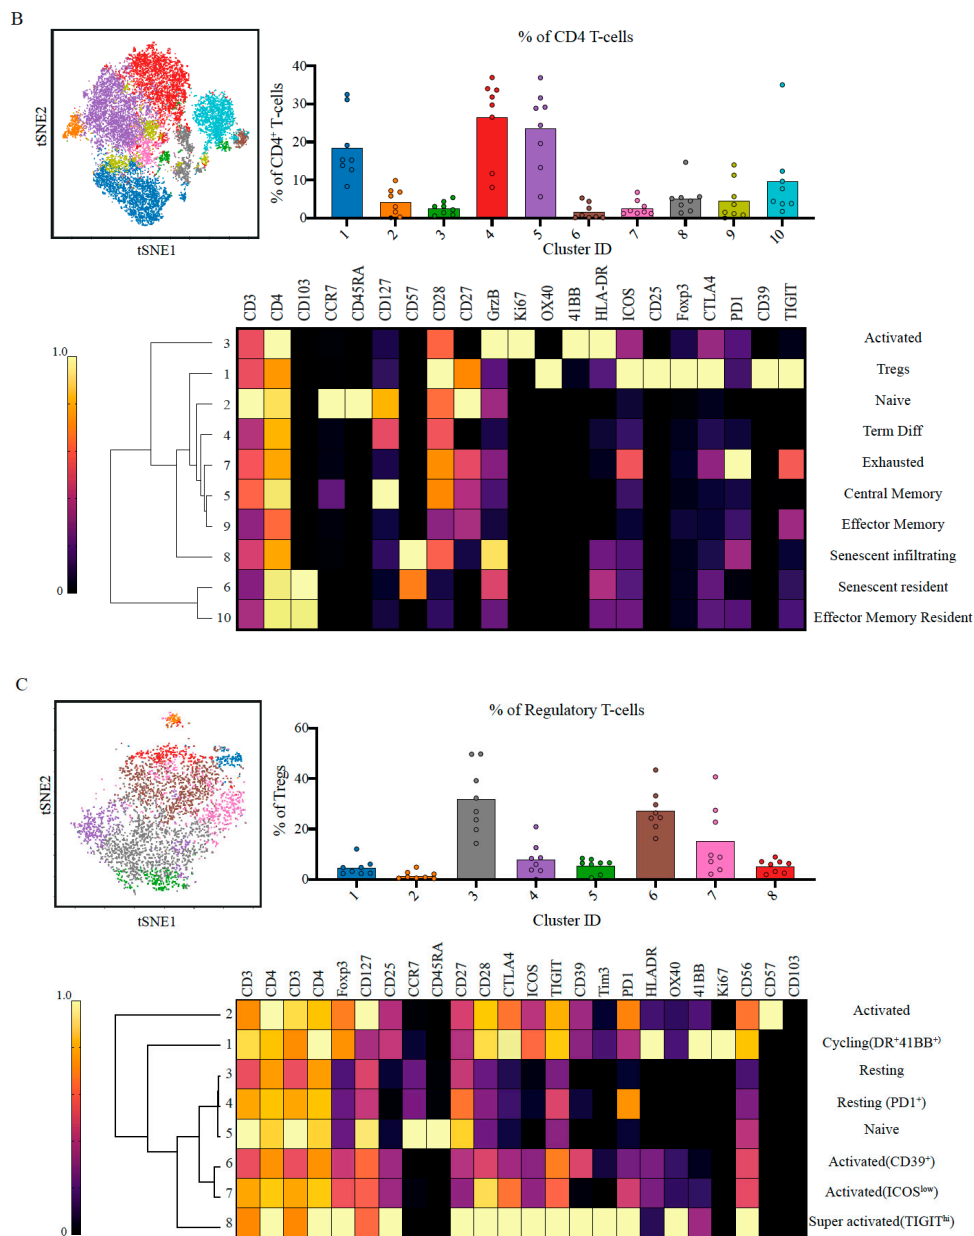 B
% of CD4 T-cells
tSNE2
tSNE1
% of CD4⁺ T-cells
40
30
20
10
0
1 2 3 4 5 6 7 8 9 10
Cluster ID
CD3 CD4 CD103 CCR7 CD45RA CD127 CD57 CD28 CD27 GrzB Ki67 OX40 41BB HLA-DR ICOS CD25 Foxp3 CTLA4 PD1 CD39 TIGIT
1.0
0
3 Activated
1 Tregs
2 Naive
4 Term Diff
7 Exhausted
5 Central Memory
9 Effector Memory
8 Senescent infiltrating
6 Senescent resident
10 Effector Memory Resident
C
% of Regulatory T-cells
tSNE2
tSNE1
% of Tregs
60
40
20
0
1 2 3 4 5 6 7 8
Cluster ID
CD3 CD4 CD3 CD4 Foxp3 CD127 CD25 CCR7 CD45RA CD27 CD28 CTLA4 ICOS TIGIT CD39 Tim3 PD1 HLADR OX40 41BB Ki67 CD56 CD57 CD103
1.0
0
2 Activated
1 Cycling(DR⁺41BB⁺⁾
3 Resting
4 Resting (PD1⁺)
5 Naive
6 Activated(CD39⁺)
7 Activated(ICOSˡᵒʷ)
8 Super activated(TIGITʰⁱ)